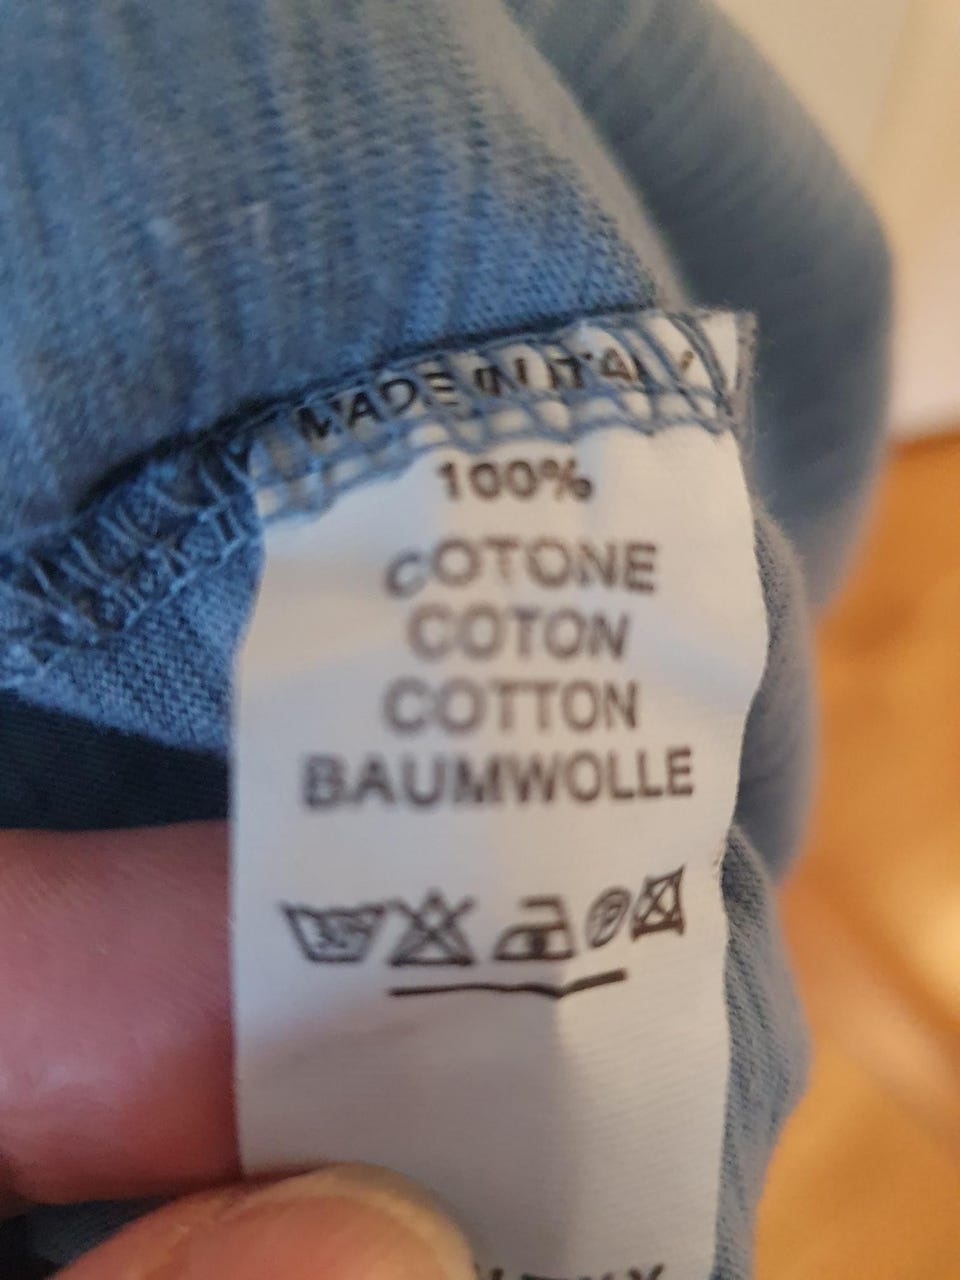 MADE IN ITALY
100%
COTONE
COTON
COTTON
BAUMWOLLE
P